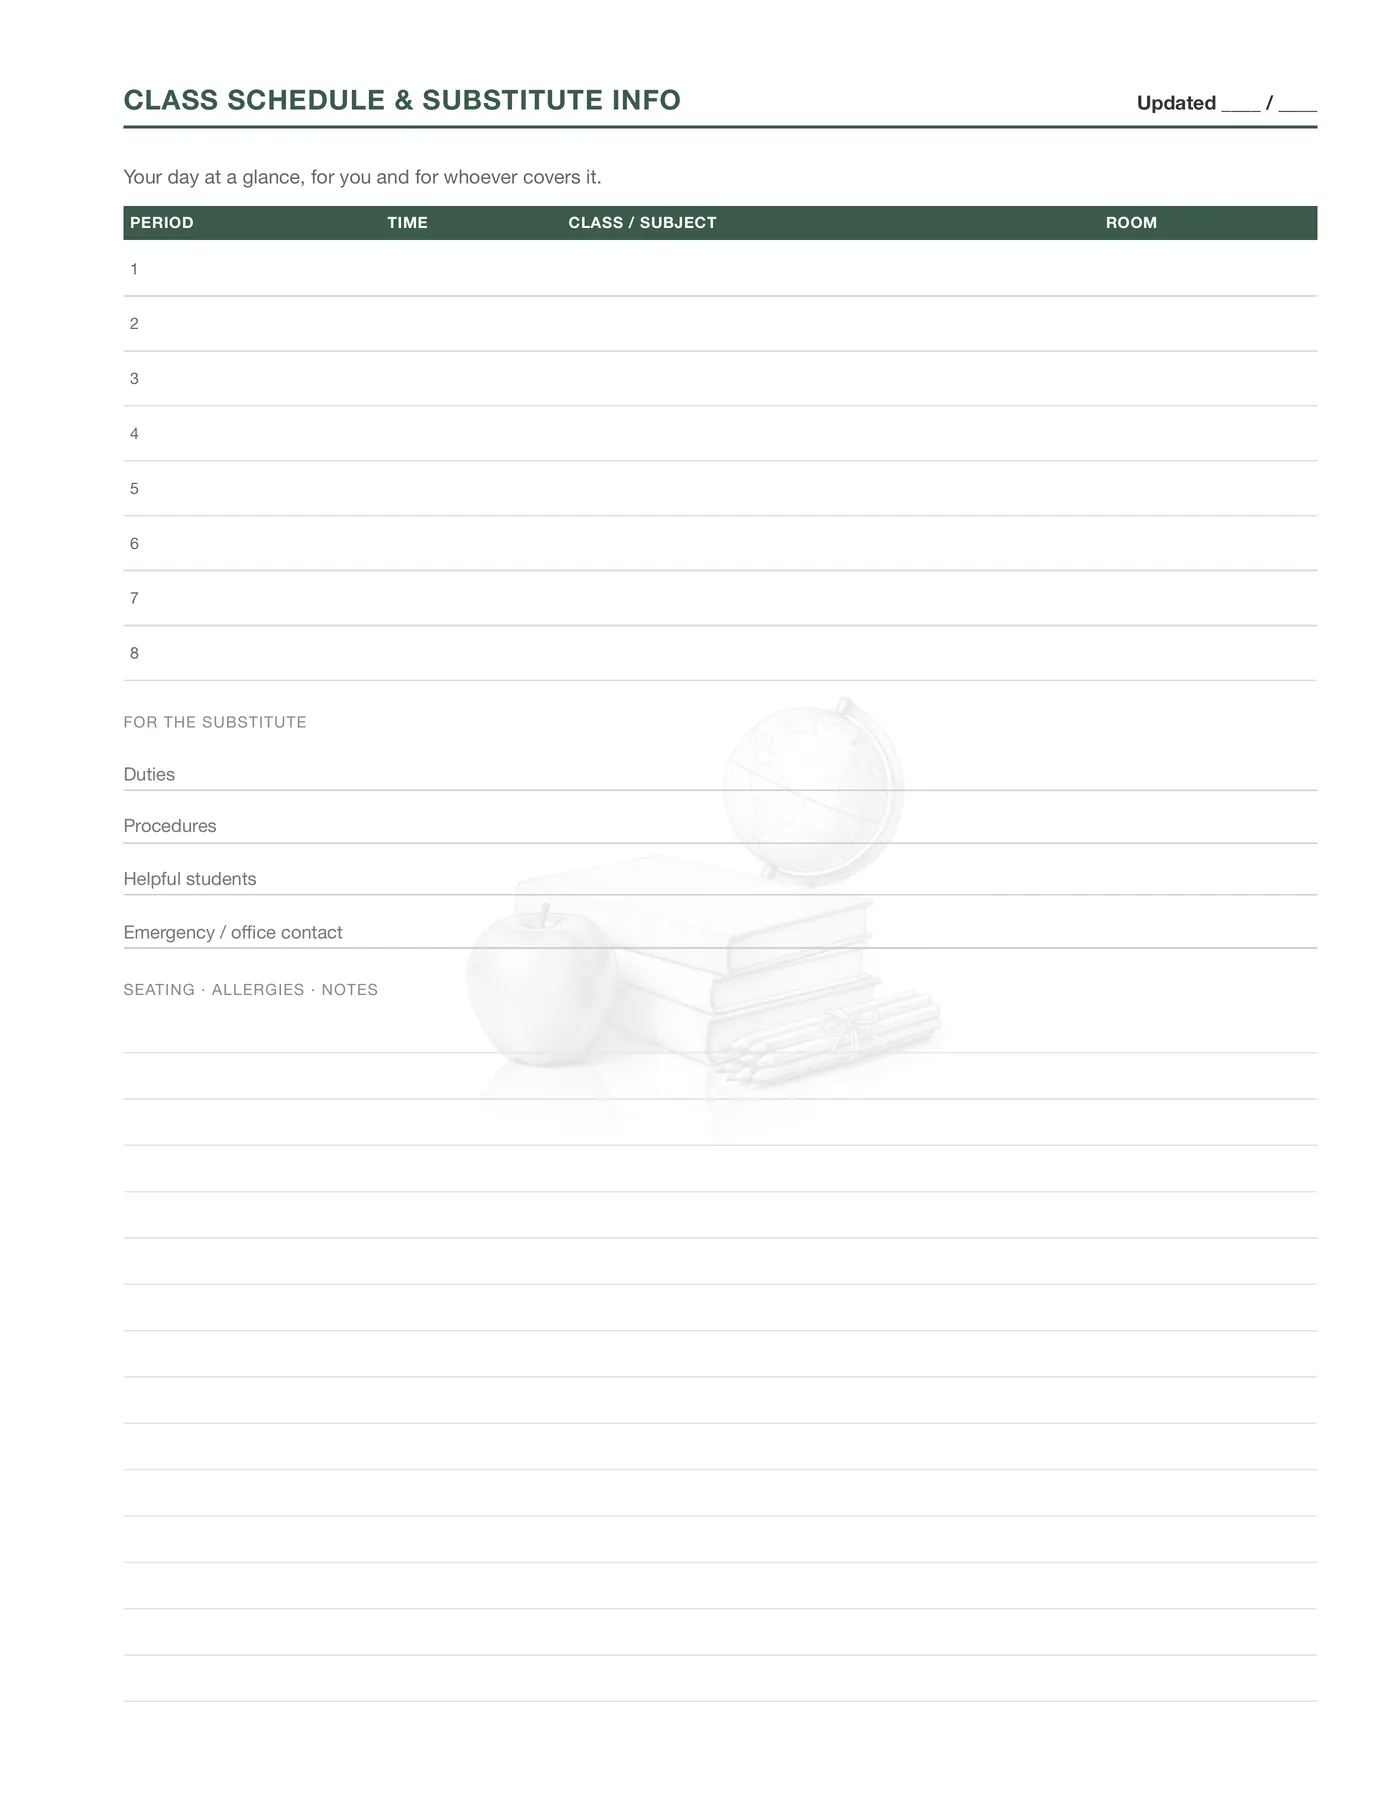 CLASS SCHEDULE & SUBSTITUTE INFO Updated ____ / ____
Your day at a glance, for you and for whoever covers it.
PERIOD TIME CLASS / SUBJECT ROOM
1
2
3
4
5
6
7
8
FOR THE SUBSTITUTE
Duties
Procedures
Helpful students
Emergency / office contact
SEATING · ALLERGIES · NOTES